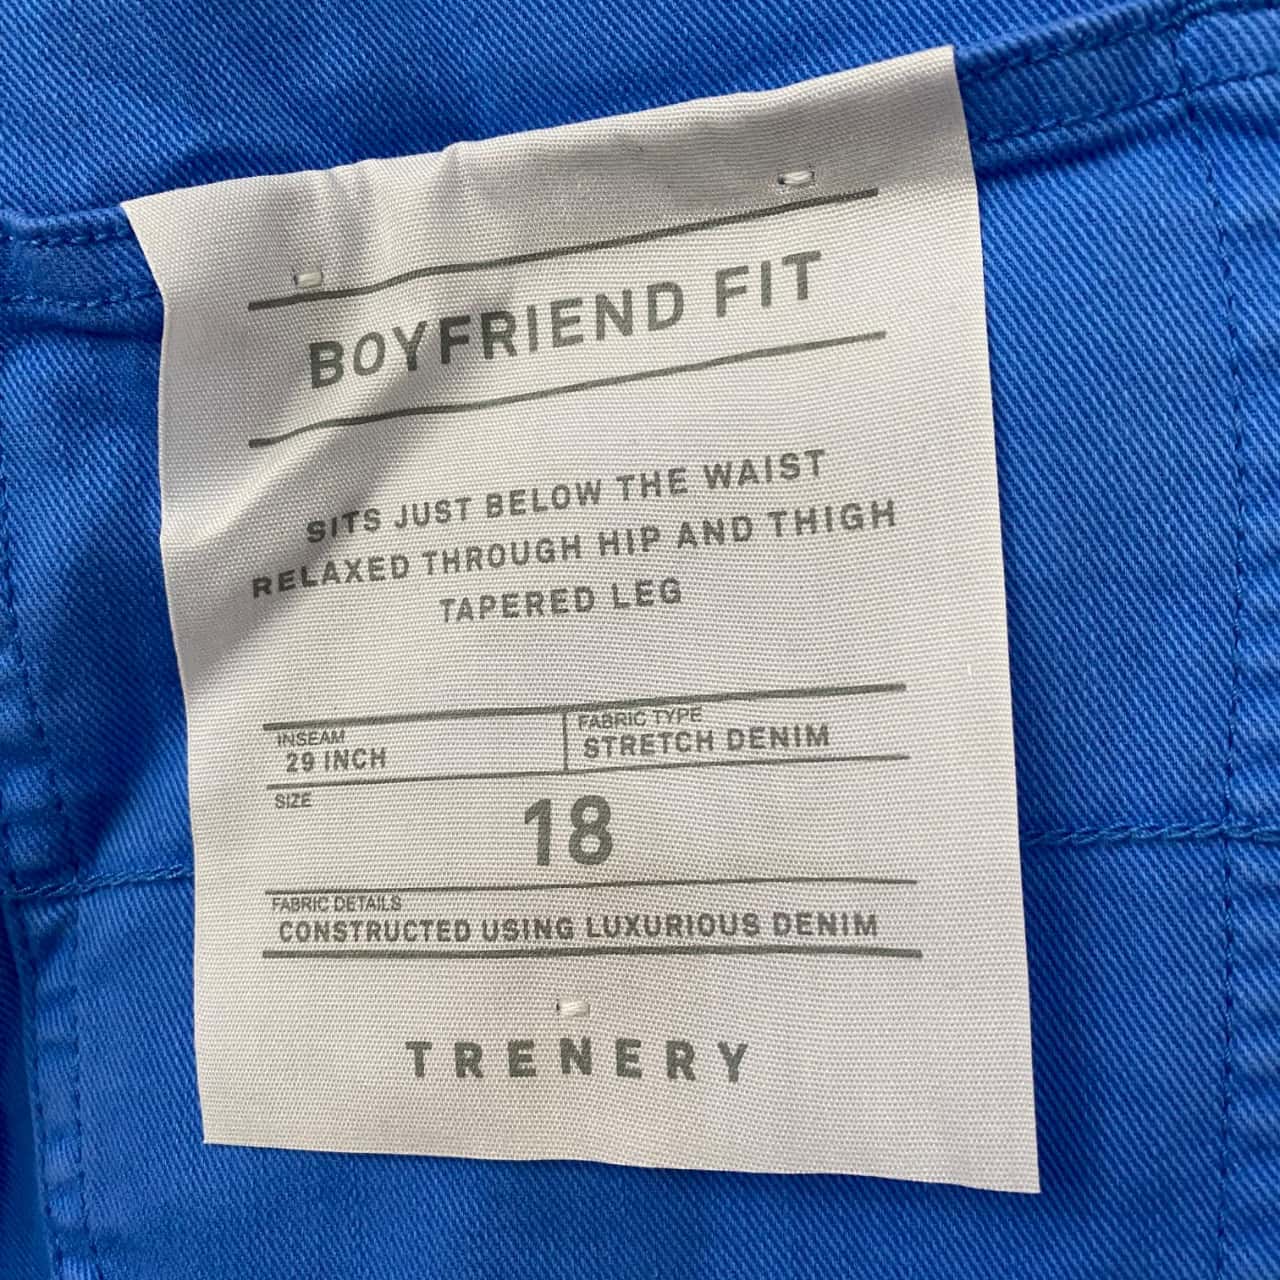 BOYFRIEND FIT
SITS JUST BELOW THE WAIST
RELAXED THROUGH HIP AND THIGH
TAPERED LEG
INSEAM
29 INCH
FABRIC TYPE
STRETCH DENIM
SIZE
18
FABRIC DETAILS
CONSTRUCTED USING LUXURIOUS DENIM
TRENERY